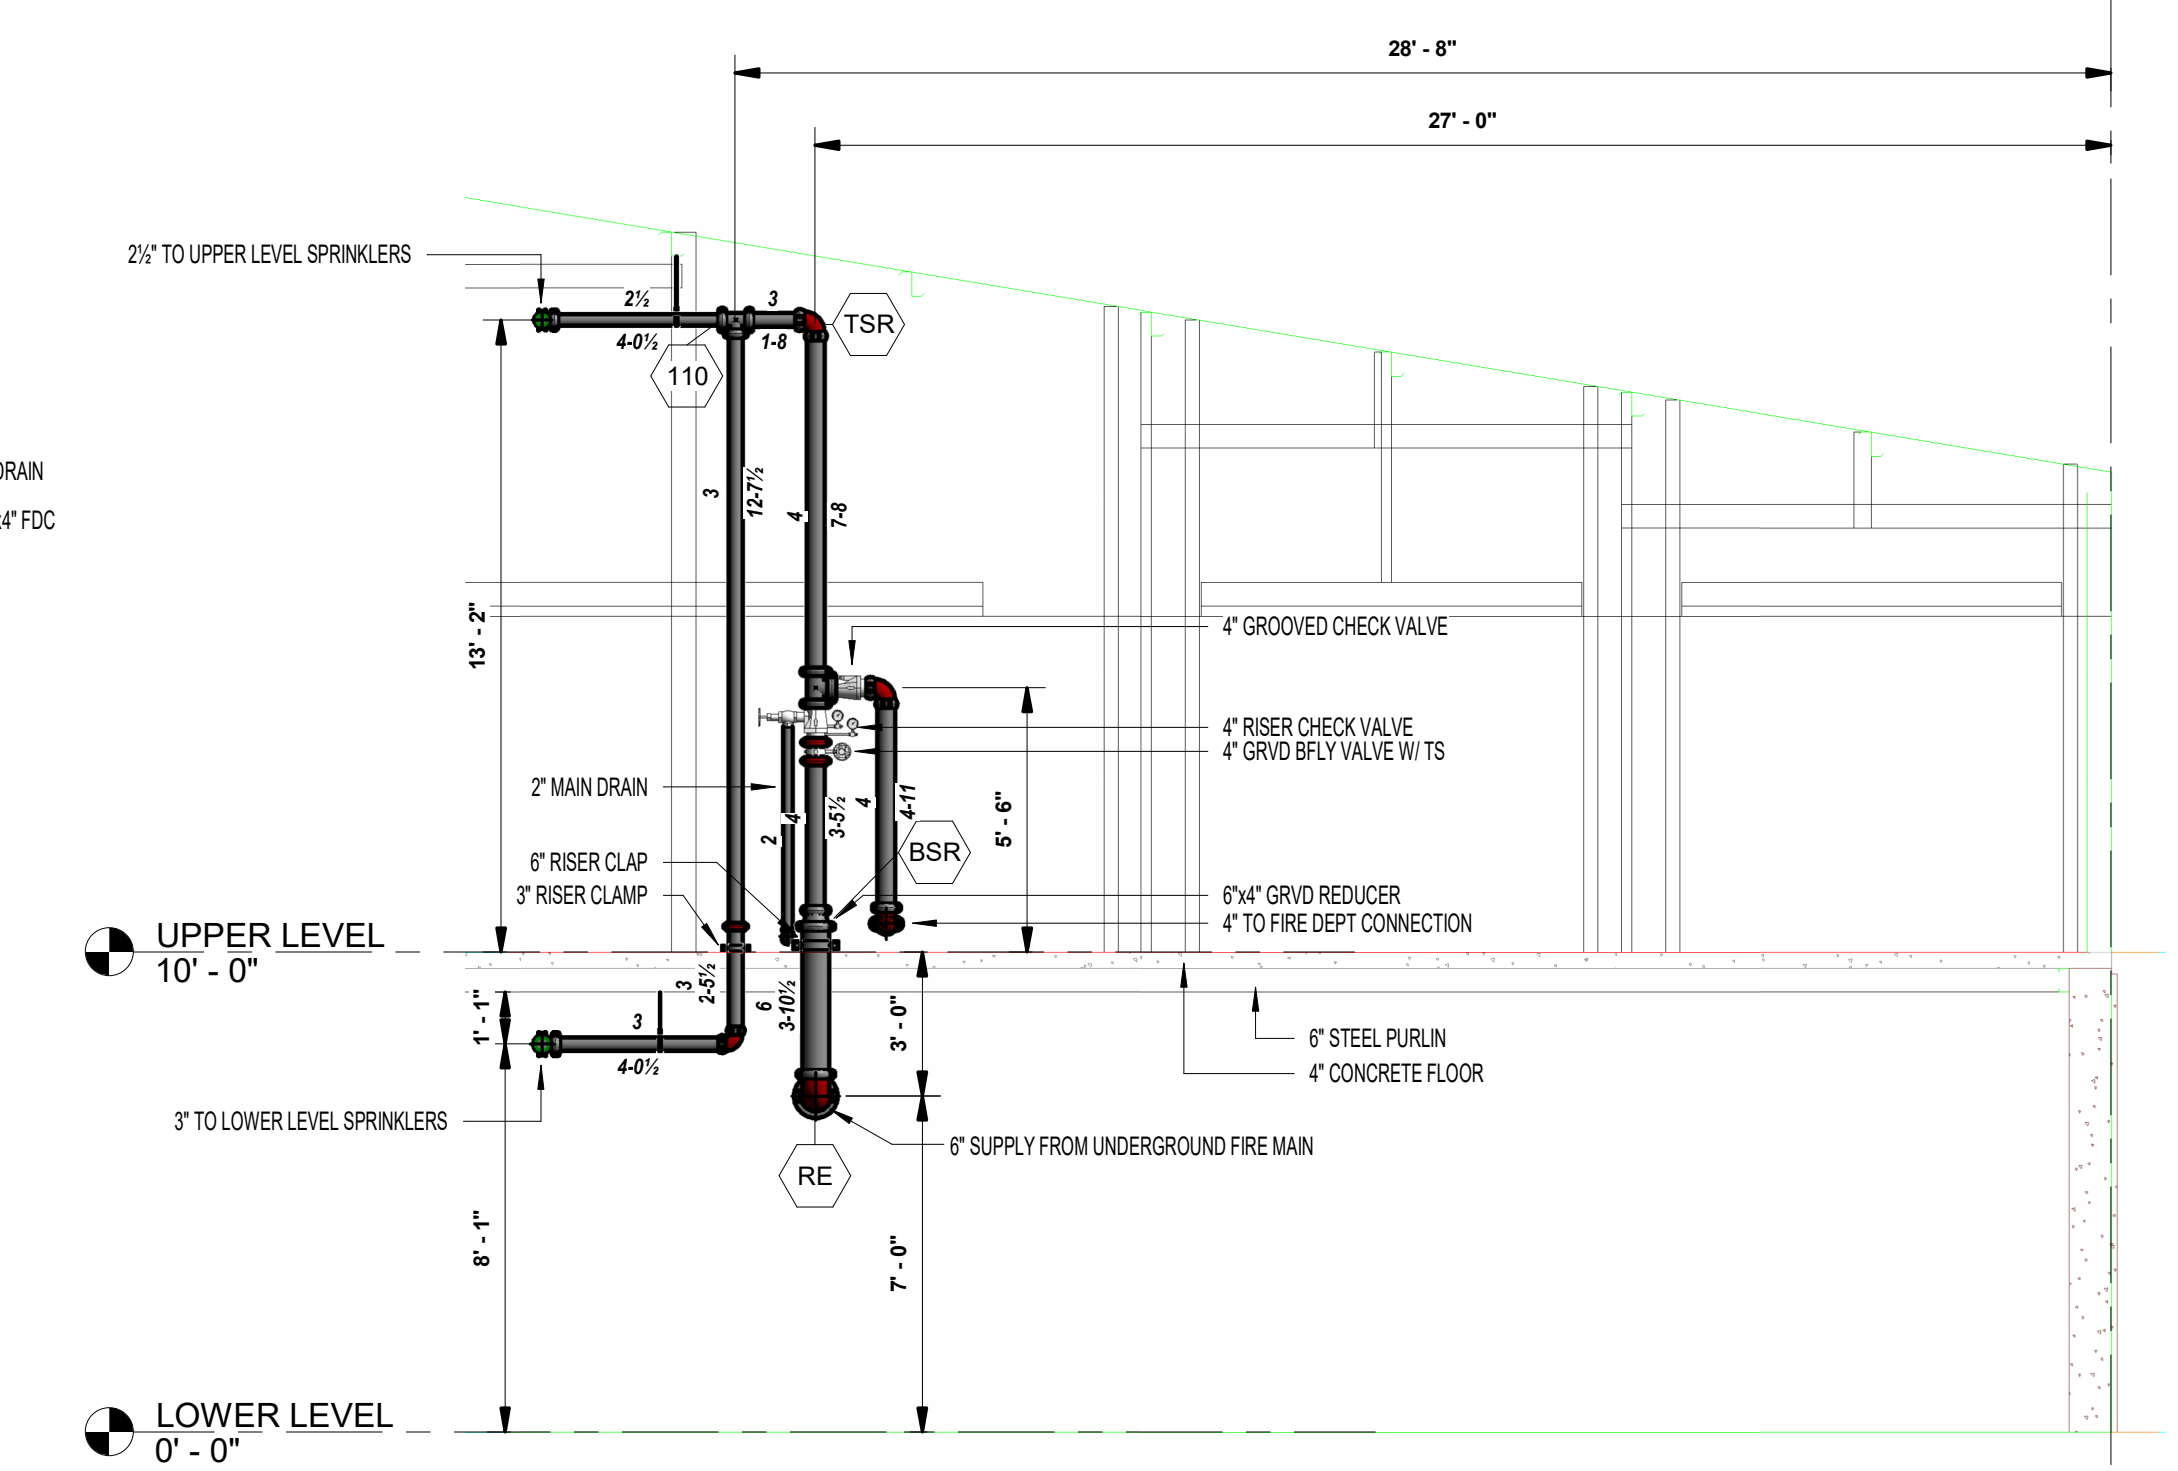 28' - 8"
27' - 0"
2½" TO UPPER LEVEL SPRINKLERS
2½
3
TSR
4-0½
1-8
110
DRAIN
x4" FDC
3
12-7½
4
7-8
13' - 2"
4" GROOVED CHECK VALVE
4" RISER CHECK VALVE
4" GRVD BFLY VALVE W/ TS
2" MAIN DRAIN
2
4
3-5½
4
4-11
5' - 6"
BSR
6" RISER CLAP
3" RISER CLAMP
6"x4" GRVD REDUCER
4" TO FIRE DEPT CONNECTION
UPPER LEVEL
10' - 0"
3
2-5½
6
3-10½
1' - 1"
3' - 0"
3
4-0½
6" STEEL PURLIN
4" CONCRETE FLOOR
3" TO LOWER LEVEL SPRINKLERS
6" SUPPLY FROM UNDERGROUND FIRE MAIN
RE
8' - 1"
7' - 0"
LOWER LEVEL
0' - 0"